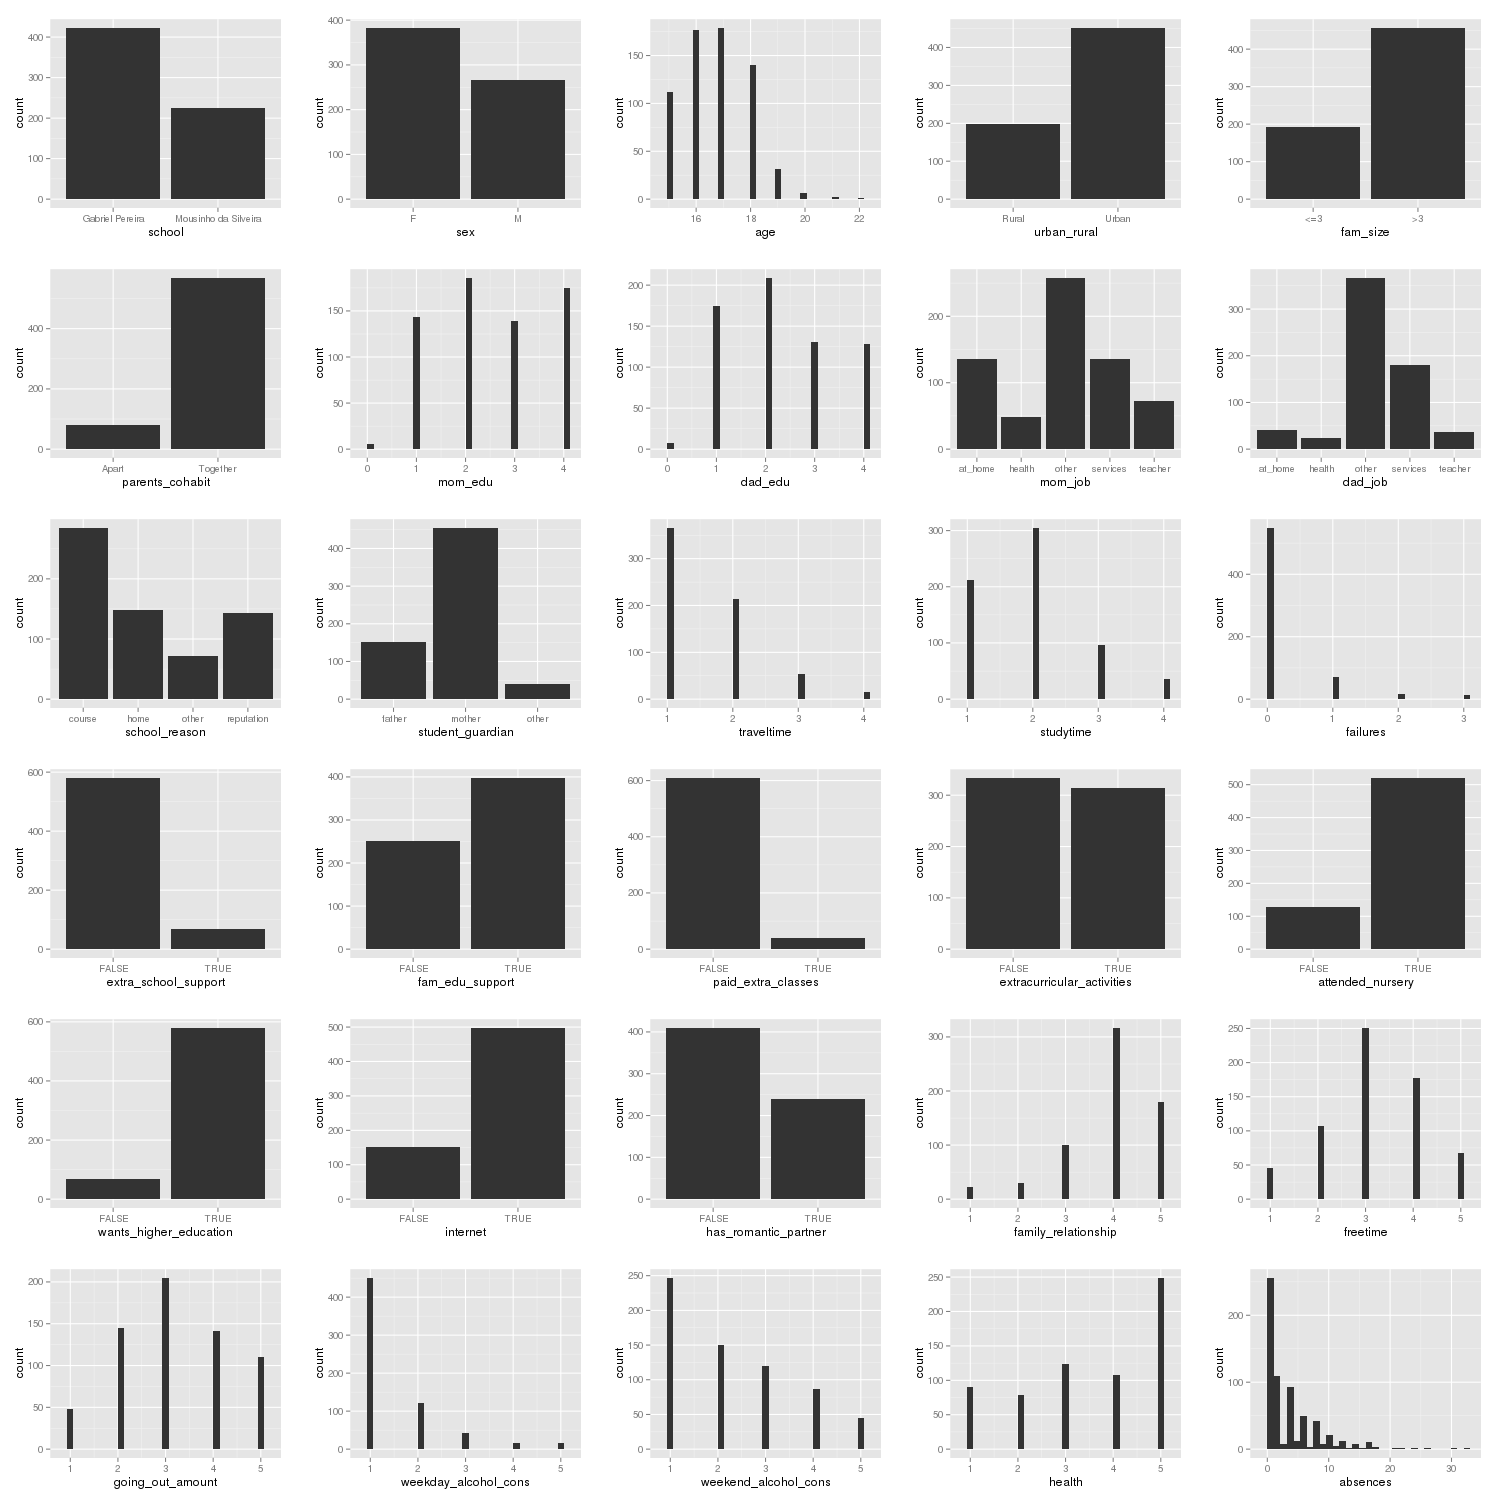 count
400
300
200
100
0
Gabriel Pereira Mousinho da Silveira
school
count
400
300
200
100
0
F M
sex
count
150
100
50
0
16 18 20 22
age
count
400
300
200
100
0
Rural Urban
urban_rural
count
400
300
200
100
0
<=3 >3
fam_size
count
400
200
0
Apart Together
parents_cohabit
count
150
100
50
0
0 1 2 3 4
mom_edu
count
200
150
100
50
0
0 1 2 3 4
dad_edu
count
200
100
0
at_home health other services teacher
mom_job
count
300
200
100
0
at_home health other services teacher
dad_job
count
200
100
0
course home other reputation
school_reason
count
400
300
200
100
0
father mother other
student_guardian
count
300
200
100
0
1 2 3 4
traveltime
count
300
200
100
0
1 2 3 4
studytime
count
400
200
0
0 1 2 3
failures
count
600
400
200
0
FALSE TRUE
extra_school_support
count
400
300
200
100
0
FALSE TRUE
fam_edu_support
count
600
400
200
0
FALSE TRUE
paid_extra_classes
count
300
200
100
0
FALSE TRUE
extracurricular_activities
count
500
400
300
200
100
0
FALSE TRUE
attended_nursery
count
600
400
200
0
FALSE TRUE
wants_higher_education
count
500
400
300
200
100
0
FALSE TRUE
internet
count
400
300
200
100
0
FALSE TRUE
has_romantic_partner
count
300
200
100
0
1 2 3 4 5
family_relationship
count
250
200
150
100
50
0
1 2 3 4 5
freetime
count
200
150
100
50
0
1 2 3 4 5
going_out_amount
count
400
300
200
100
0
1 2 3 4 5
weekday_alcohol_cons
count
250
200
150
100
50
0
1 2 3 4 5
weekend_alcohol_cons
count
250
200
150
100
50
0
1 2 3 4 5
health
count
200
100
0
0 10 20 30
absences